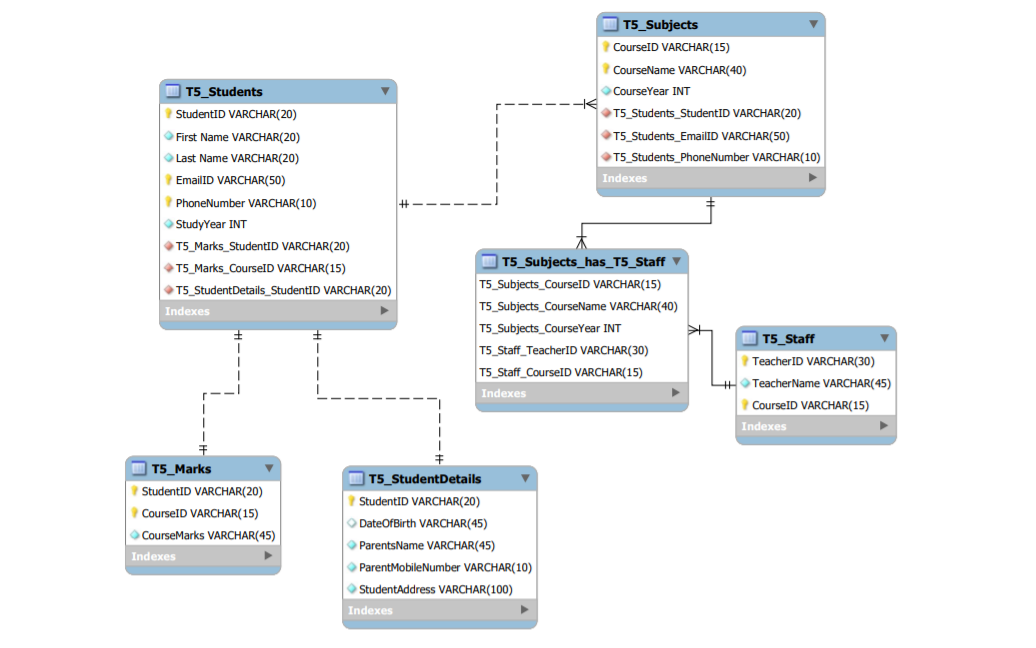 T5_Subjects
CourseID VARCHAR(15)
CourseName VARCHAR(40)
CourseYear INT
T5_Students_StudentID VARCHAR(20)
T5_Students_EmailID VARCHAR(50)
T5_Students_PhoneNumber VARCHAR(10)
Indexes
T5_Students
StudentID VARCHAR(20)
First Name VARCHAR(20)
Last Name VARCHAR(20)
EmailID VARCHAR(50)
PhoneNumber VARCHAR(10)
StudyYear INT
T5_Marks_StudentID VARCHAR(20)
T5_Marks_CourseID VARCHAR(15)
T5_StudentDetails_StudentID VARCHAR(20)
Indexes
T5_Subjects_has_T5_Staff
T5_Subjects_CourseID VARCHAR(15)
T5_Subjects_CourseName VARCHAR(40)
T5_Subjects_CourseYear INT
T5_Staff_TeacherID VARCHAR(30)
T5_Staff_CourseID VARCHAR(15)
Indexes
T5_Staff
TeacherID VARCHAR(30)
TeacherName VARCHAR(45)
CourseID VARCHAR(15)
Indexes
T5_Marks
StudentID VARCHAR(20)
CourseID VARCHAR(15)
CourseMarks VARCHAR(45)
Indexes
T5_StudentDetails
StudentID VARCHAR(20)
DateOfBirth VARCHAR(45)
ParentsName VARCHAR(45)
ParentMobileNumber VARCHAR(10)
StudentAddress VARCHAR(100)
Indexes